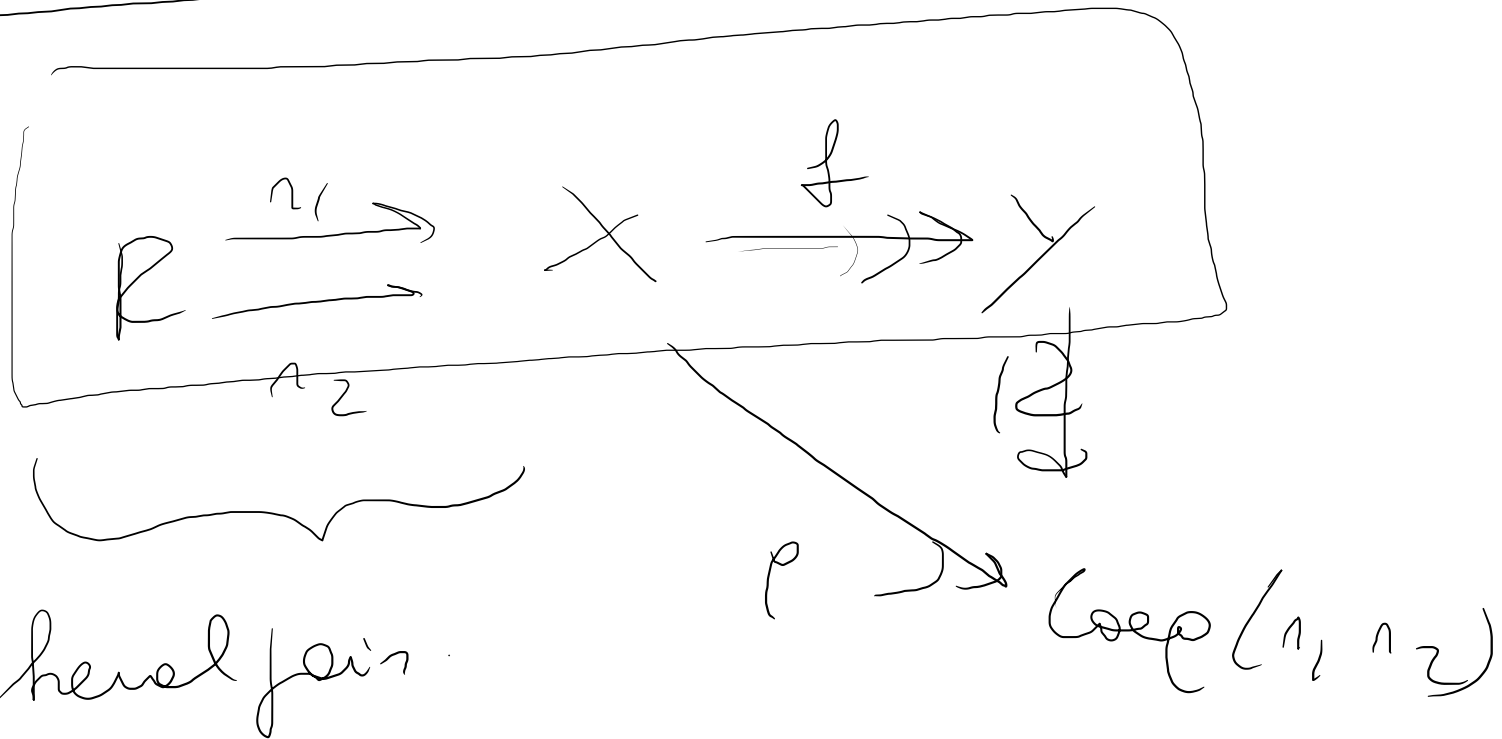 f
r₁
R X Y
r₂
≀
p
Coeq(r₁, r₂)
kernel pair